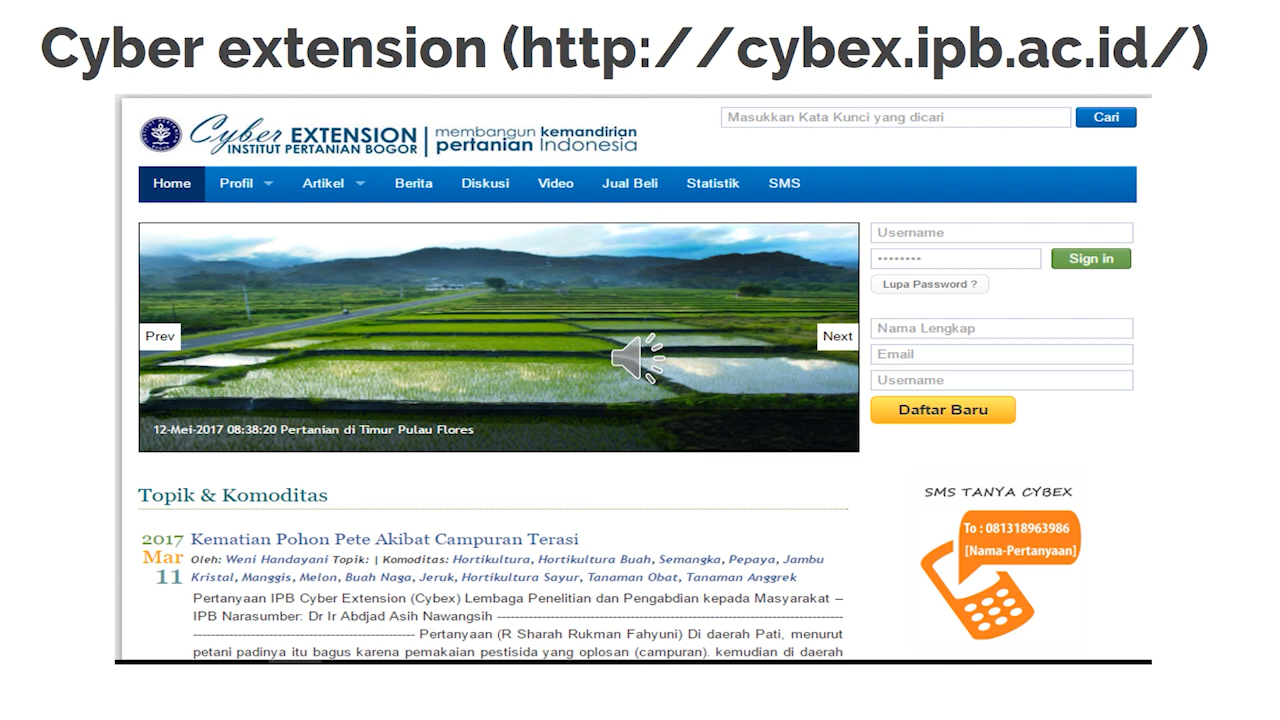 Cyber extension (http://cybex.ipb.ac.id/)
Cyber EXTENSION
INSTITUT PERTANIAN BOGOR
membangun kemandirian
pertanian Indonesia
Masukkan Kata Kunci yang dicari
Cari
Home Profil Artikel Berita Diskusi Video Jual Beli Statistik SMS
Prev
Next
12-Mei-2017 08:38:20 Pertanian di Timur Pulau Flores
Username
Sign in
Lupa Password ?
Nama Lengkap
Email
Username
Daftar Baru
Topik & Komoditas
2017 Mar 11
Kematian Pohon Pete Akibat Campuran Terasi
Oleh: Weni Handayani Topik: | Komoditas: Hortikultura, Hortikultura Buah, Semangka, Pepaya, Jambu
Kristal, Manggis, Melon, Buah Naga, Jeruk, Hortikultura Sayur, Tanaman Obat, Tanaman Anggrek
Pertanyaan IPB Cyber Extension (Cybex) Lembaga Penelitian dan Pengabdian kepada Masyarakat –
IPB Narasumber: Dr Ir Abdjad Asih Nawangsih ----------------------------------------------------------------------
--------------------------------------------- Pertanyaan (R Sharah Rukman Fahyuni) Di daerah Pati, menurut
petani padinya itu bagus karena pemakaian pestisida yang oplosan (campuran). kemudian di daerah
SMS TANYA CYBEX
To : 081318963986
[Nama-Pertanyaan]